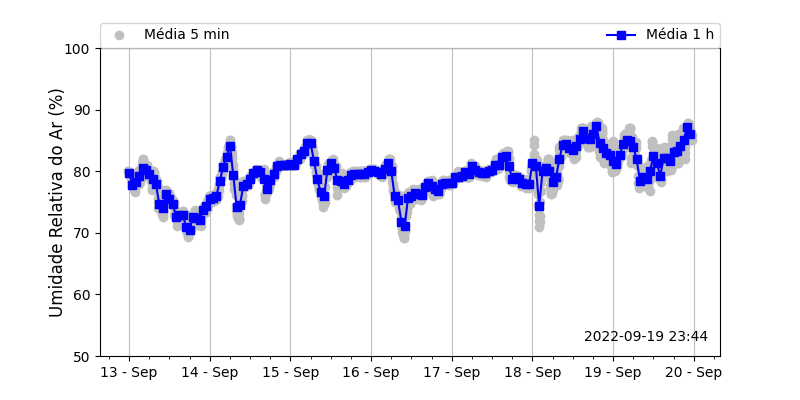 Média 5 min
Média 1 h
Umidade Relativa do Ar (%)
100
90
80
70
60
50
2022-09-19 23:44
13 - Sep
14 - Sep
15 - Sep
16 - Sep
17 - Sep
18 - Sep
19 - Sep
20 - Sep